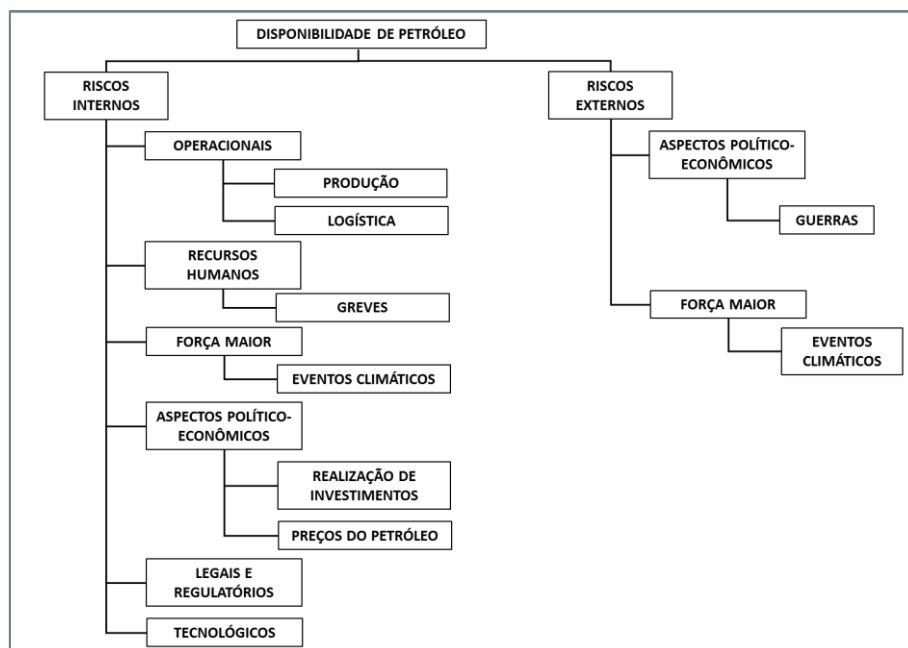 DISPONIBILIDADE DE PETRÓLEO
RISCOS
INTERNOS
OPERACIONAIS
PRODUÇÃO
LOGÍSTICA
RECURSOS
HUMANOS
GREVES
FORÇA MAIOR
EVENTOS CLIMÁTICOS
ASPECTOS POLÍTICO-
ECONÔMICOS
REALIZAÇÃO DE
INVESTIMENTOS
PREÇOS DO PETRÓLEO
LEGAIS E
REGULATÓRIOS
TECNOLÓGICOS
RISCOS
EXTERNOS
ASPECTOS POLÍTICO-
ECONÔMICOS
GUERRAS
FORÇA MAIOR
EVENTOS
CLIMÁTICOS